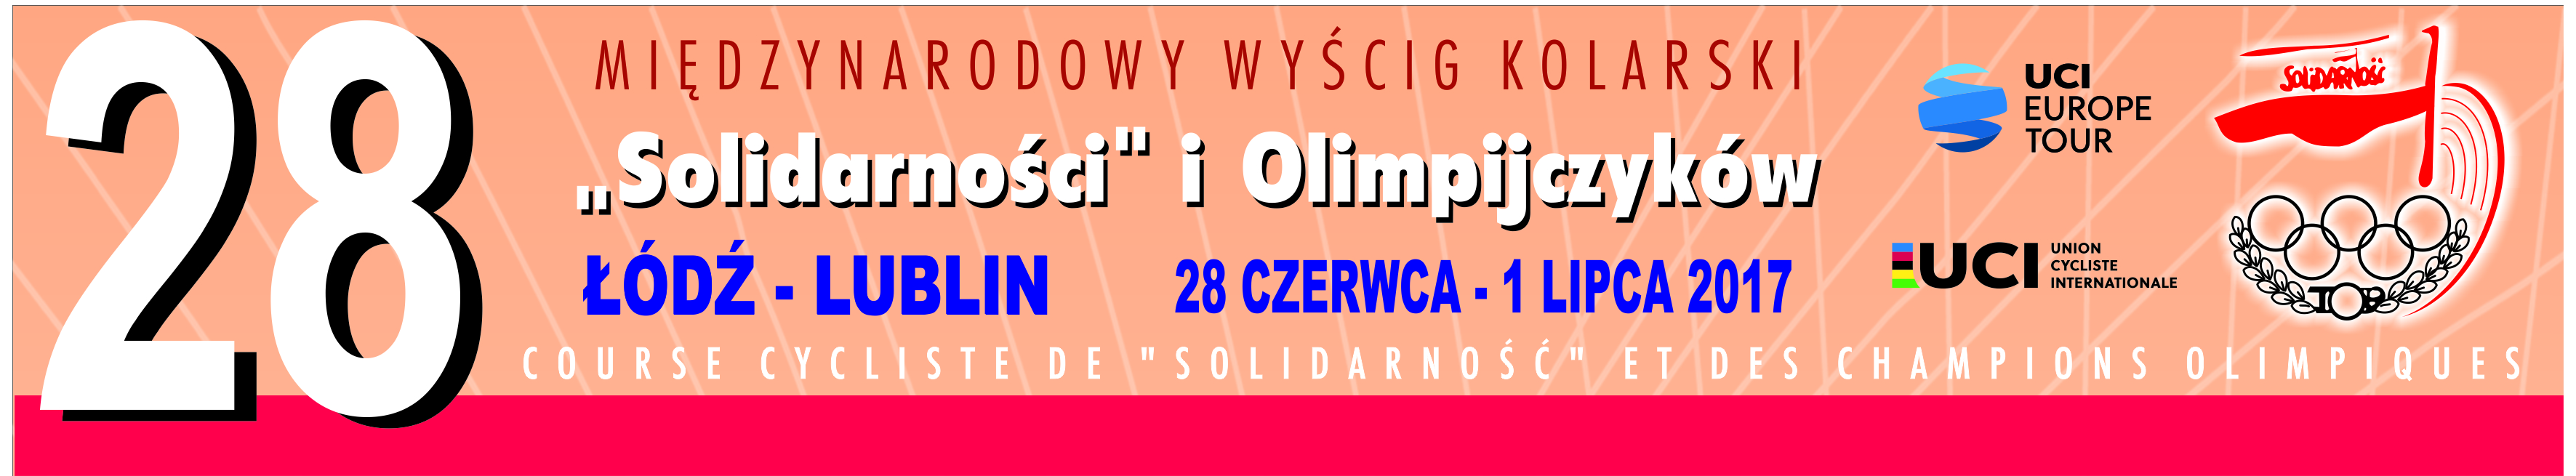 28
MIĘDZYNARODOWY WYŚCIG KOLARSKI
„Solidarności" i Olimpijczyków
ŁÓDŹ - LUBLIN 28 CZERWCA - 1 LIPCA 2017
COURSE CYCLISTE DE "SOLIDARNOŚĆ" ET DES CHAMPIONS OLIMPIQUES
UCI
EUROPE
TOUR
UCI
UNION
CYCLISTE
INTERNATIONALE
SOLIDARNOŚĆ